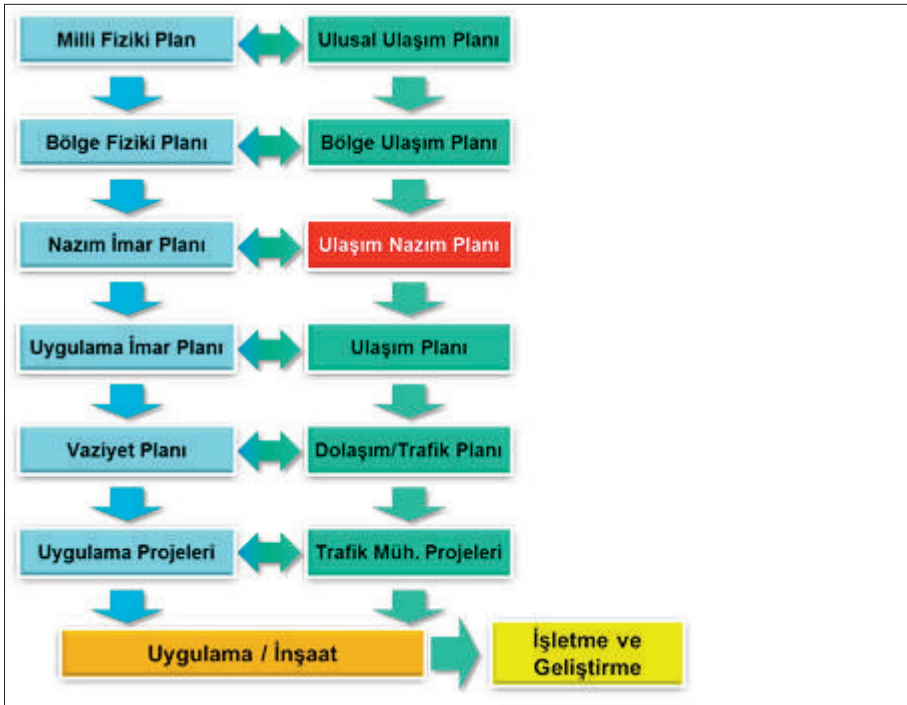 Milli Fiziki Plan
Ulusal Ulaşım Planı
Bölge Fiziki Planı
Bölge Ulaşım Planı
Nazım İmar Planı
Ulaşım Nazım Planı
Uygulama İmar Planı
Ulaşım Planı
Vaziyet Planı
Dolaşım/Trafik Planı
Uygulama Projeleri
Trafik Müh. Projeleri
Uygulama / İnşaat
İşletme ve
Geliştirme